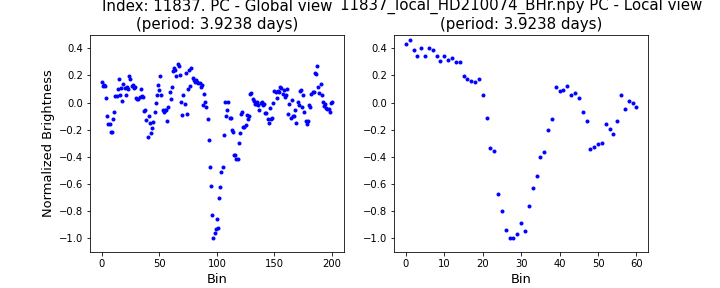 Index: 11837. PC - Global view
(period: 3.9238 days)
11837_local_HD210074_BHr.npy PC - Local view
(period: 3.9238 days)
Normalized Brightness
0.4
0.2
0.0
−0.2
−0.4
−0.6
−0.8
−1.0
0 50 100 150 200
Bin
0.4
0.2
0.0
−0.2
−0.4
−0.6
−0.8
−1.0
0 10 20 30 40 50 60
Bin